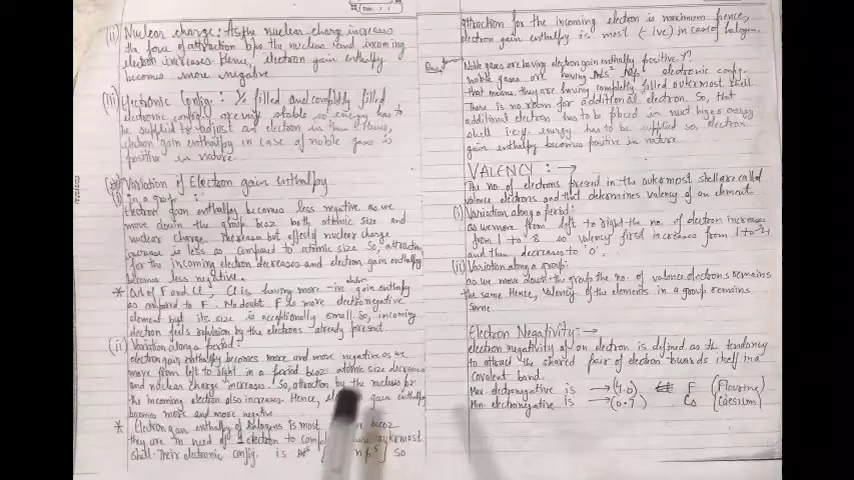 (ii) Nuclear charge: As the nuclear charg increases
the force of attraction b/w the nucleus and incoming
electron increases Hence, electron gain enthalpy
becomes more negative
(iii) Electronic Config: ½ filled and completly filled
electronic config. are very stable so energy has to
be supplied to adjust an electron in them Hence,
electron gain enthalpy in case of noble gases is
positive in nature.
Variation of Electron gain enthalpy
(i) in a group:
Electron gain enthalpy becomes less negative as we
move down the group bcoz both atomic size and
nuclear charge increase but effect of nuclear charge
increase is less as compared to atomic size So, attraction
for the incoming electron decreases and electron gain enthalpy
becomes less negative.
* Out of F and Cl, Cl is having more -ive gain enthalpy
as compard to F. No doubt F is more electronegative
element but its size is acceptionally small. So, incoming
electron feels repulsion by the electrons already present.
(ii) Variation along a period:
electron gain enthalpy becomes more and more negative as we
move from left to right in a period bcoz atomic size decreases
and nuclear charge increases. So, attraction by the nucleus for
the incoming electron also increases. Hence, gain enthalpy
becomes more and more negative
* Electron gain enthalpy of halogens is most bcoz
they are in need of 1 electron to outermost
shell. Their electronic config. is so
attraction for the incoming electron is maximum hence,
electron gain enthalpy is most (-ive) in case of halogen.
Noble gases are having electron gain enthalpy positive. Y?
noble gases are having ns² np⁶ electronic config.
that means, they are having completly filled outermost shell
There is no room for additional electron. So, that
additional electron has to be placed in next higher energy
shell i.e. energy has to be supplied so, electron
gain enthalpy becomes positive in nature
VALENCY: →
The no. of electrons present in the outermost shell are called
valence electrons and that determines valency of an element
(i) Variation along a period:
as we move from left to right the no. of electron increases
from 1 to 8 so valency first increases from 1 to 4
and then decreases to '0'.
(ii) Variation along a group:
as we move down the group the no. of valence electrons remains
the same Hence, valency of the elements in a group remains
same.
Electron Negativity: →
electron negativity of an electron is defined as the tendency
to attract the shared pair of electron towards itself in a
covalent bond.
Max. electronegative is → (4.0) F (Flourine)
Min. electronegative is → (0.7) Cs (Caesium)